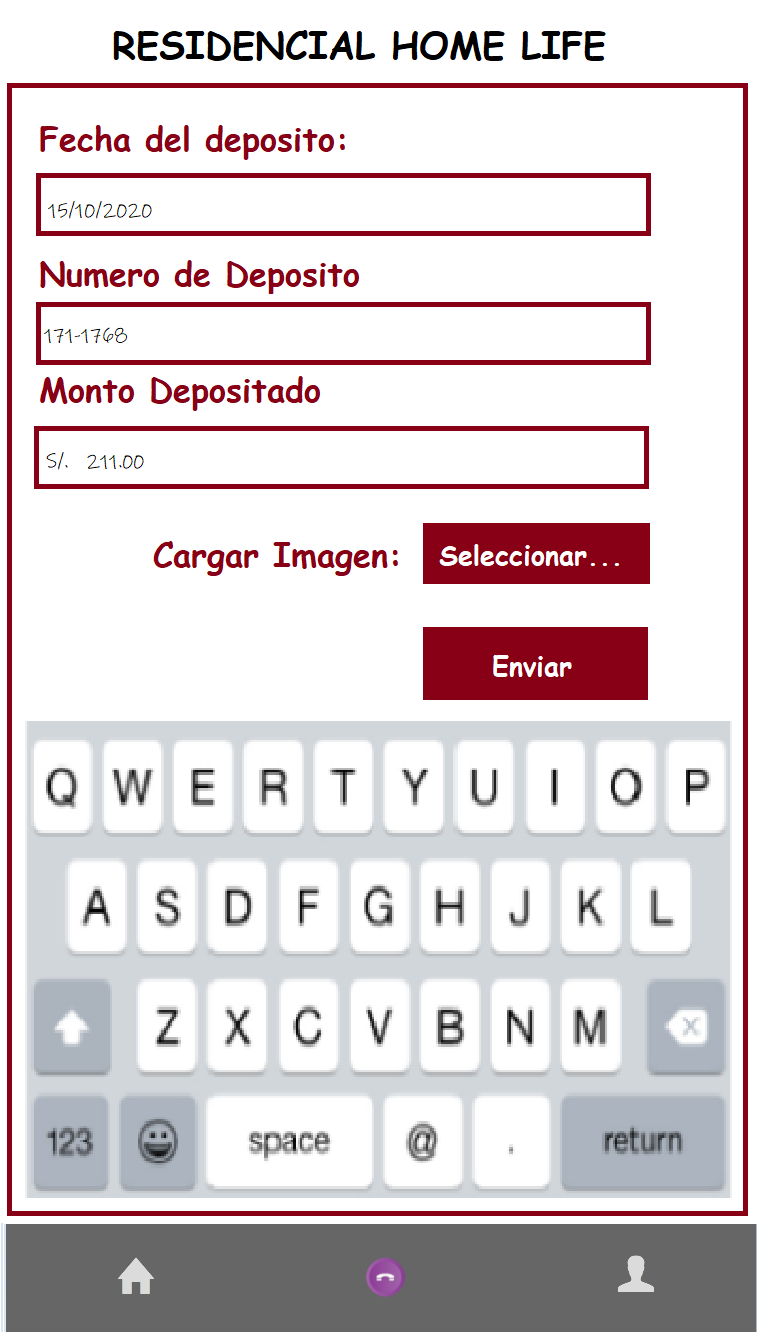 RESIDENCIAL HOME LIFE
Fecha del deposito:
15/10/2020
Numero de Deposito
171-1768
Monto Depositado
S/. 211.00
Cargar Imagen: Seleccionar...
Enviar
Q W E R T Y U I O P
A S D F G H J K L
Z X C V B N M
123 space @ . return